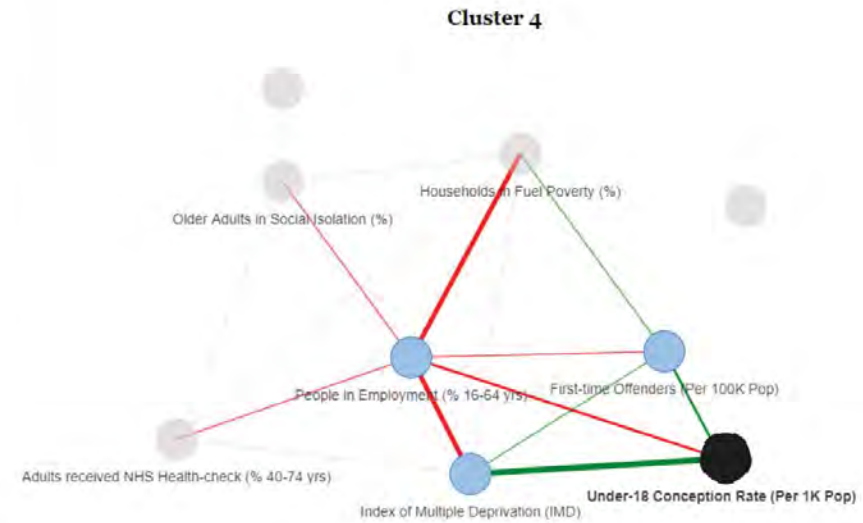 Cluster 4
Households in Fuel Poverty (%)
Older Adults in Social Isolation (%)
People in Employment (% 16-64 yrs)
First-time Offenders (Per 100K Pop)
Adults received NHS Health-check (% 40-74 yrs)
Under-18 Conception Rate (Per 1K Pop)
Index of Multiple Deprivation (IMD)